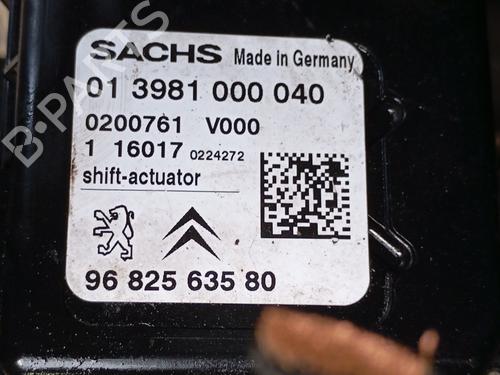 B-PARTS
SACHS Made in Germany
01 3981 000 040
0200761 V000
1 16017 0224272
shift-actuator
96 825 635 80